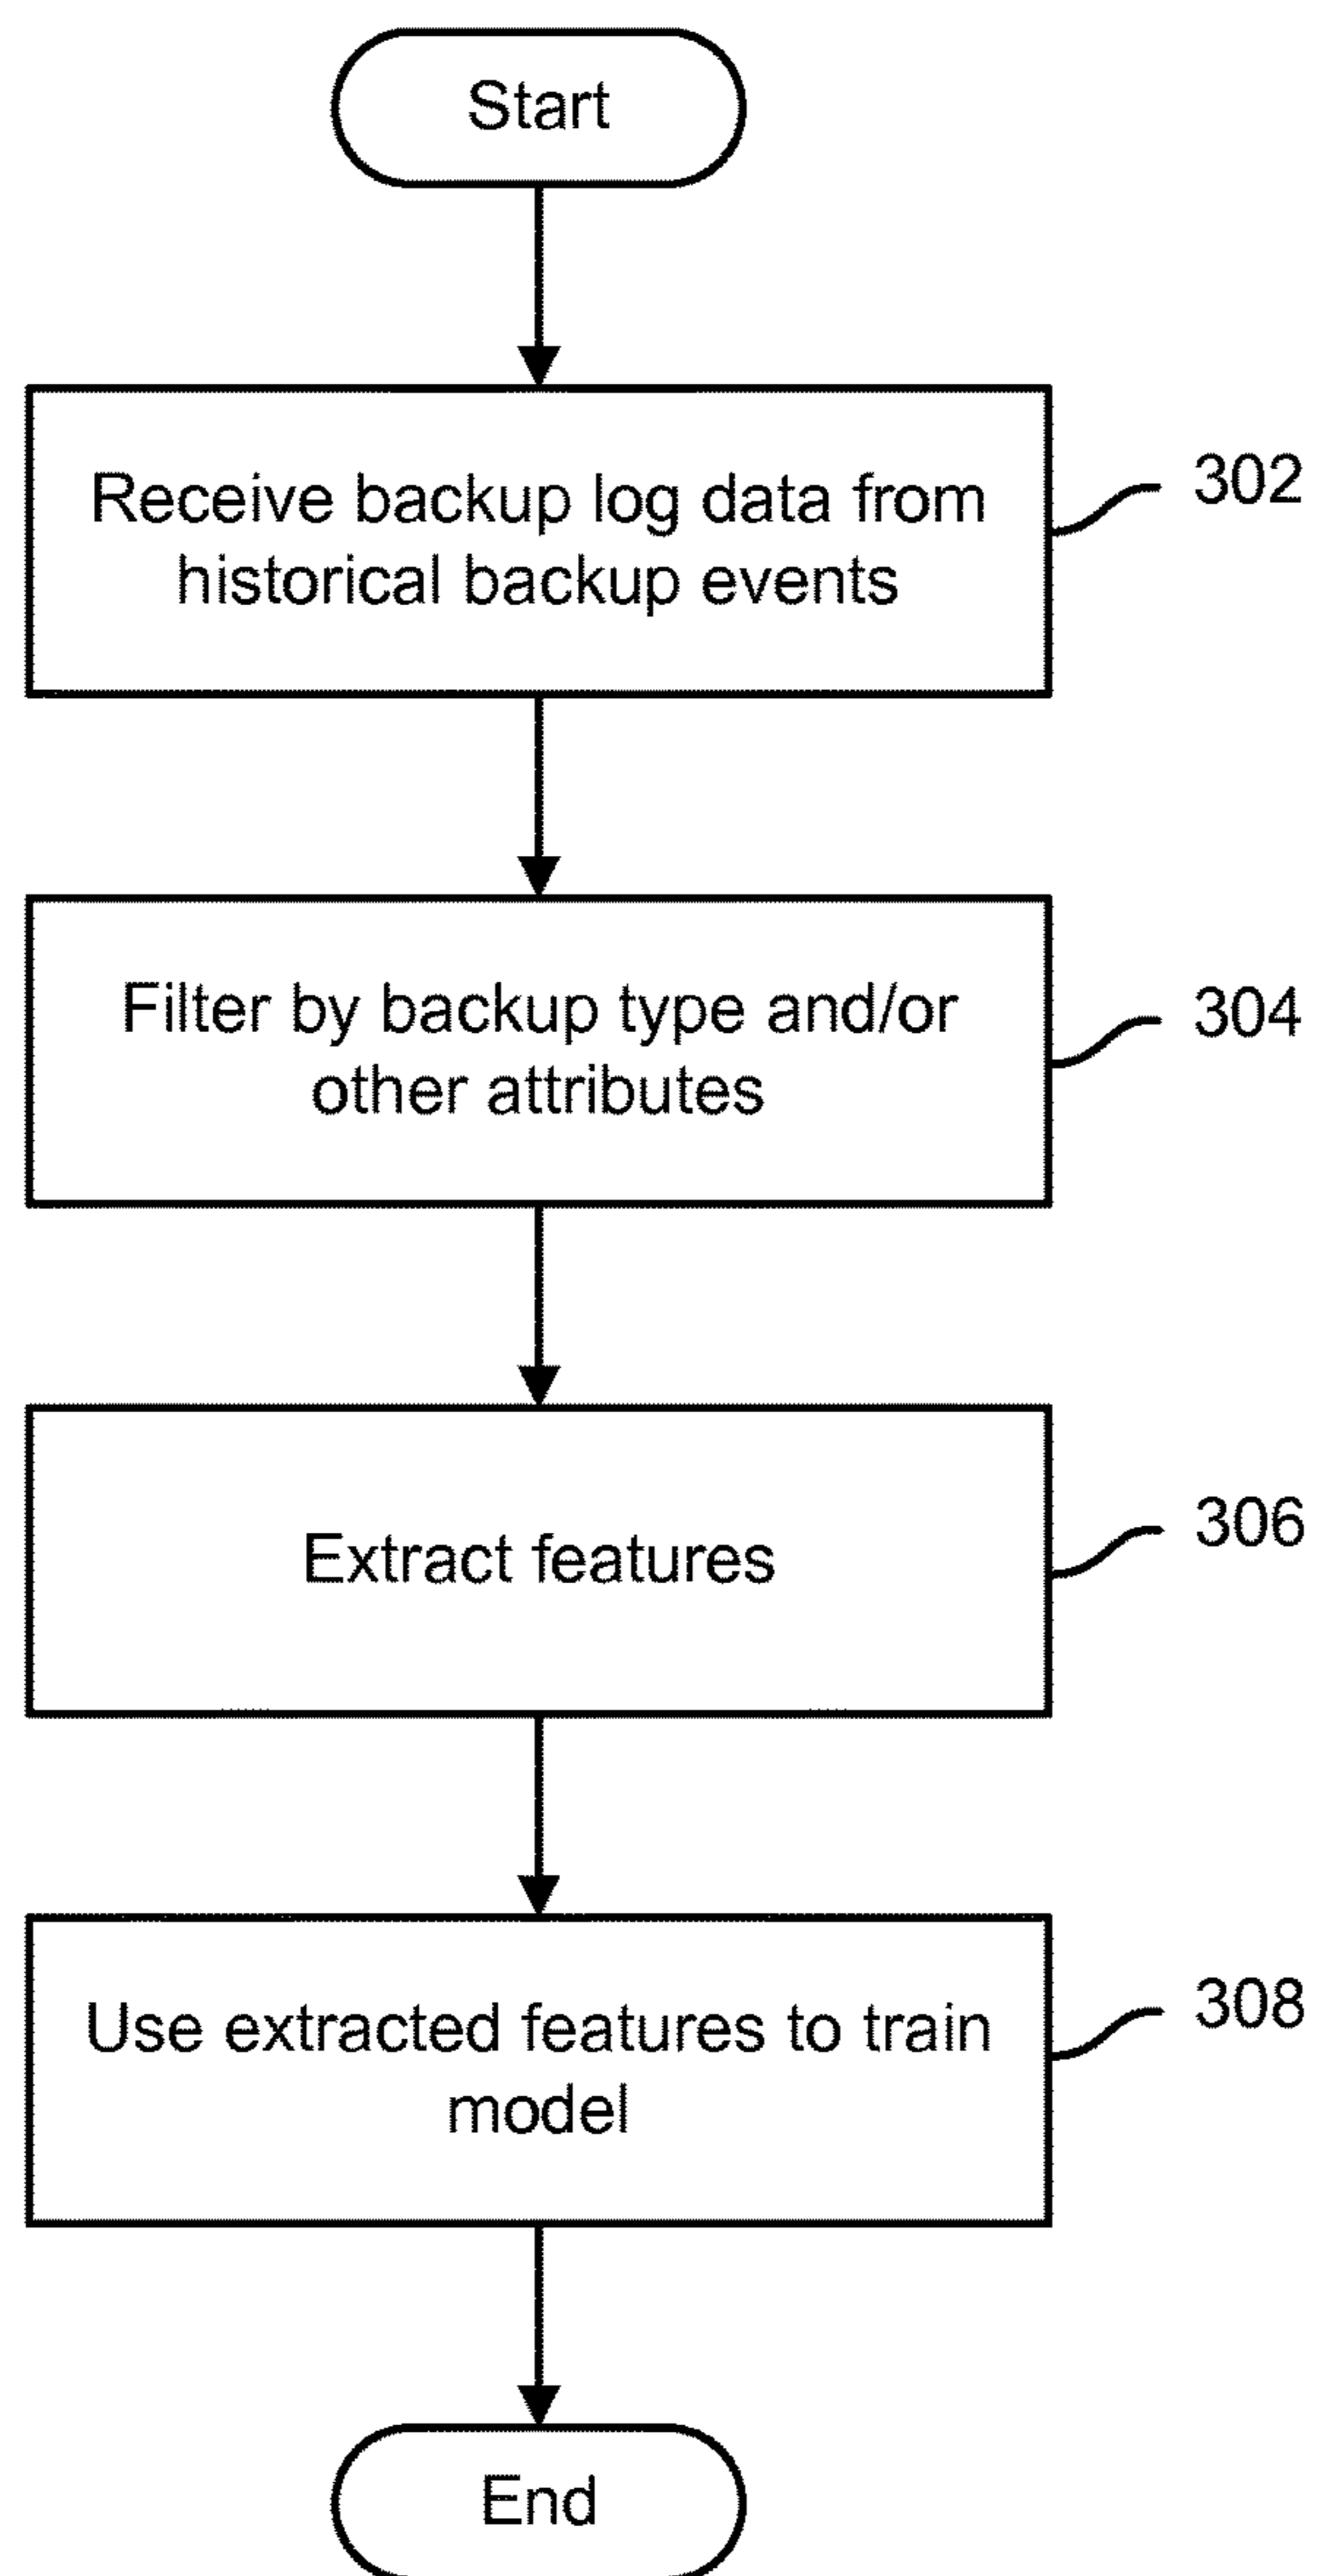 Start
Receive backup log data from
historical backup events
302
Filter by backup type and/or
other attributes
304
Extract features
306
Use extracted features to train
model
308
End